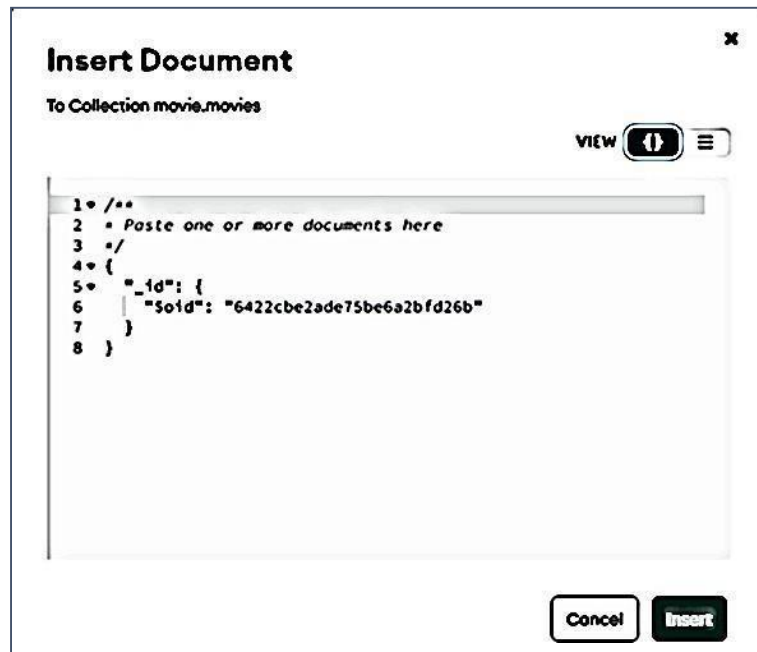 Insert Document
To Collection movie.movies
VIEW {}
1 /**
2 * Paste one or more documents here
3 */
4 {
5 "_id": {
6 "$oid": "6422cbe2ade75be6a2bfd26b"
7 }
8 }
Cancel Insert